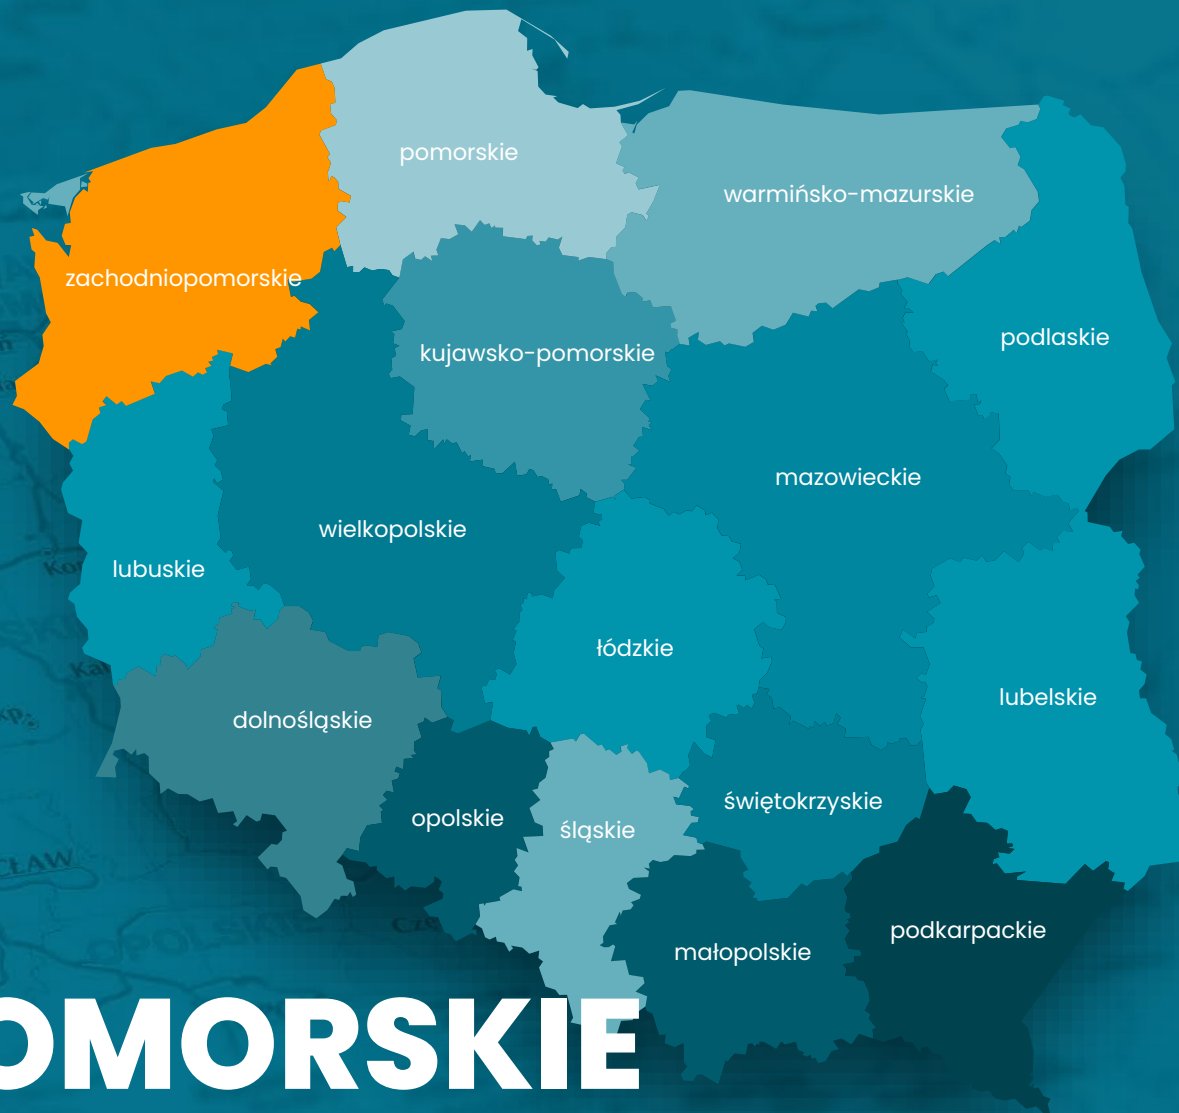 pomorskie
warmińsko-mazurskie
zachodniopomorskie
podlaskie
kujawsko-pomorskie
mazowieckie
wielkopolskie
lubuskie
łódzkie
lubelskie
dolnośląskie
świętokrzyskie
opolskie
śląskie
podkarpackie
małopolskie
OPOLSKIE
OMORSKIE